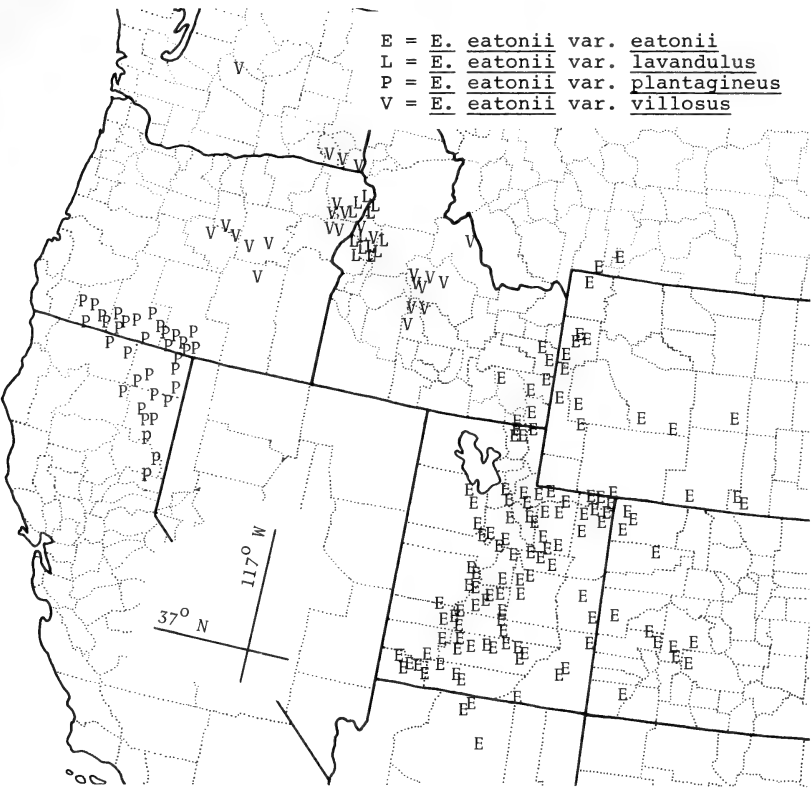 E = E. eatonii var. eatonii
L = E. eatonii var. lavandulus
P = E. eatonii var. plantagineus
V = E. eatonii var. villosus
117° W
37° N